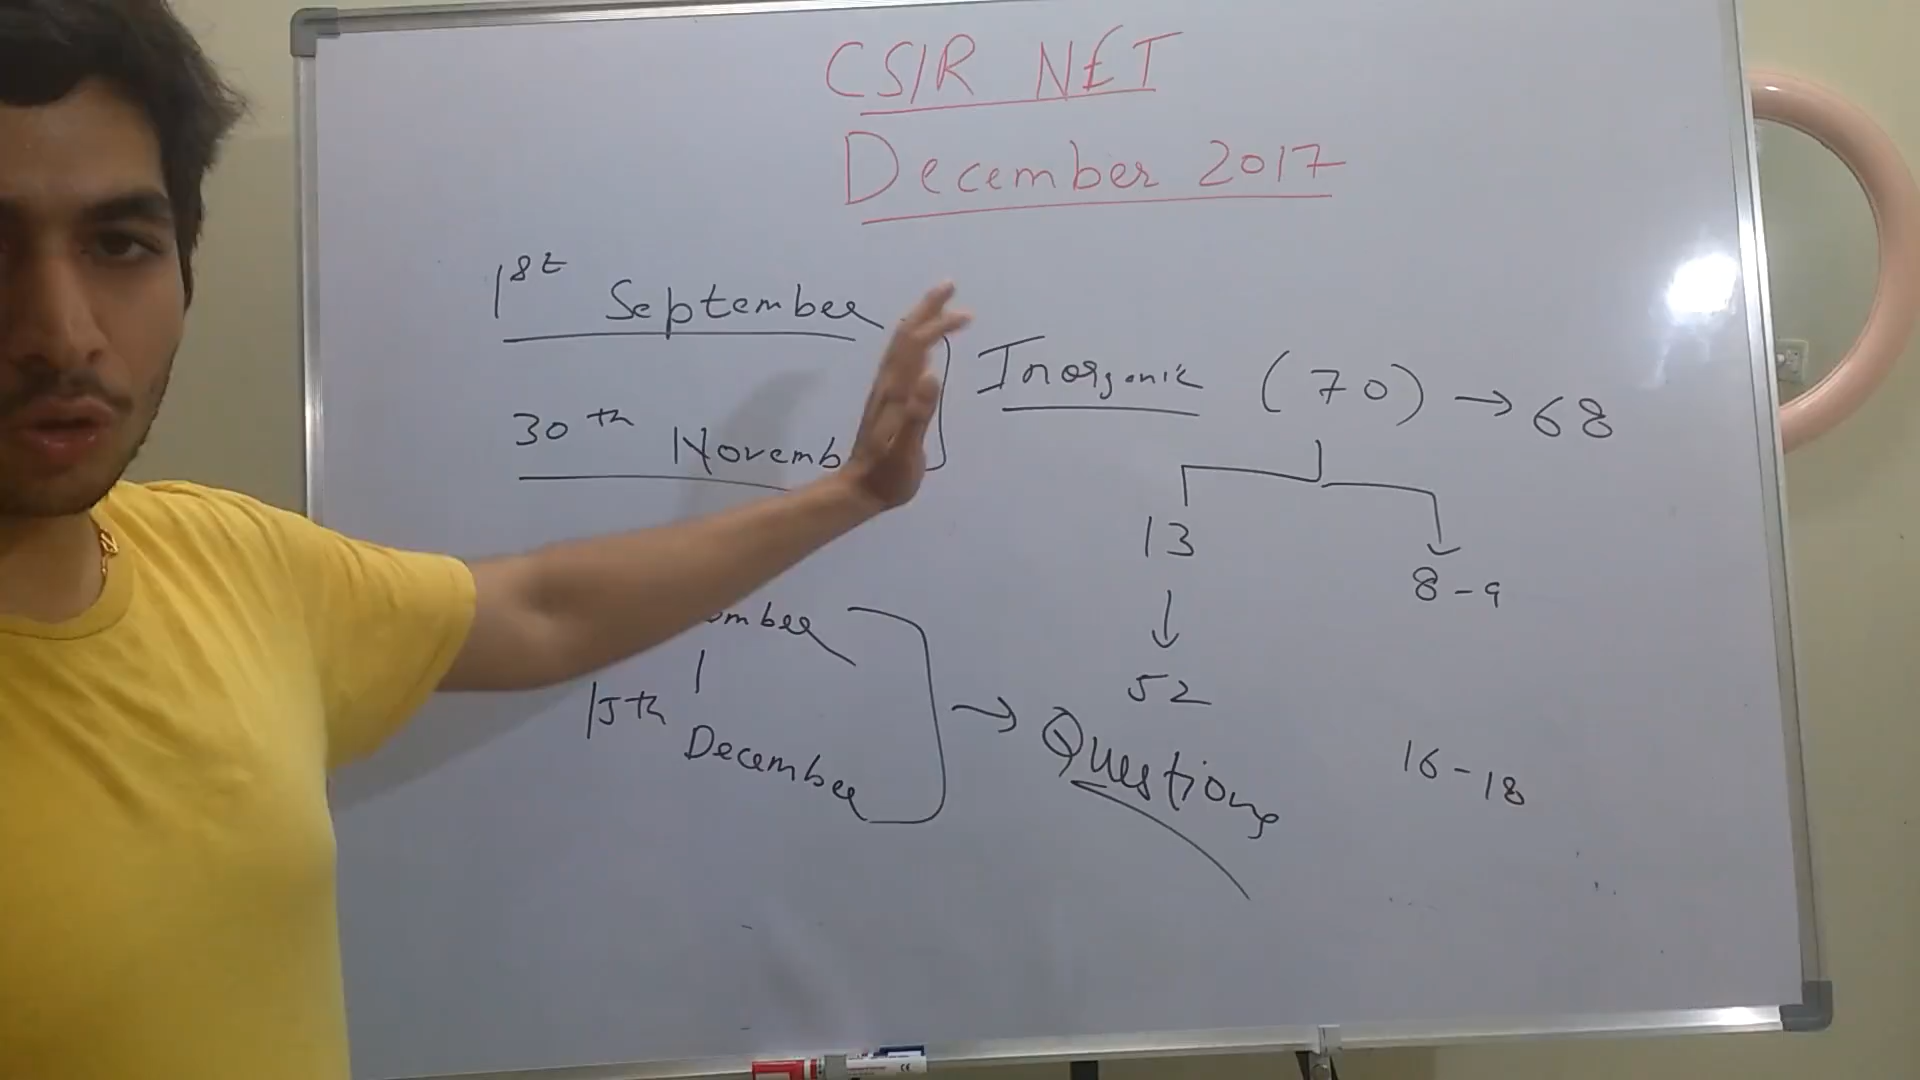 CSIR NET
December 2017
1st September
30th Novemb
Inorganic (70) → 68
13
8-9
52
15th
December
→ Questions
16-18